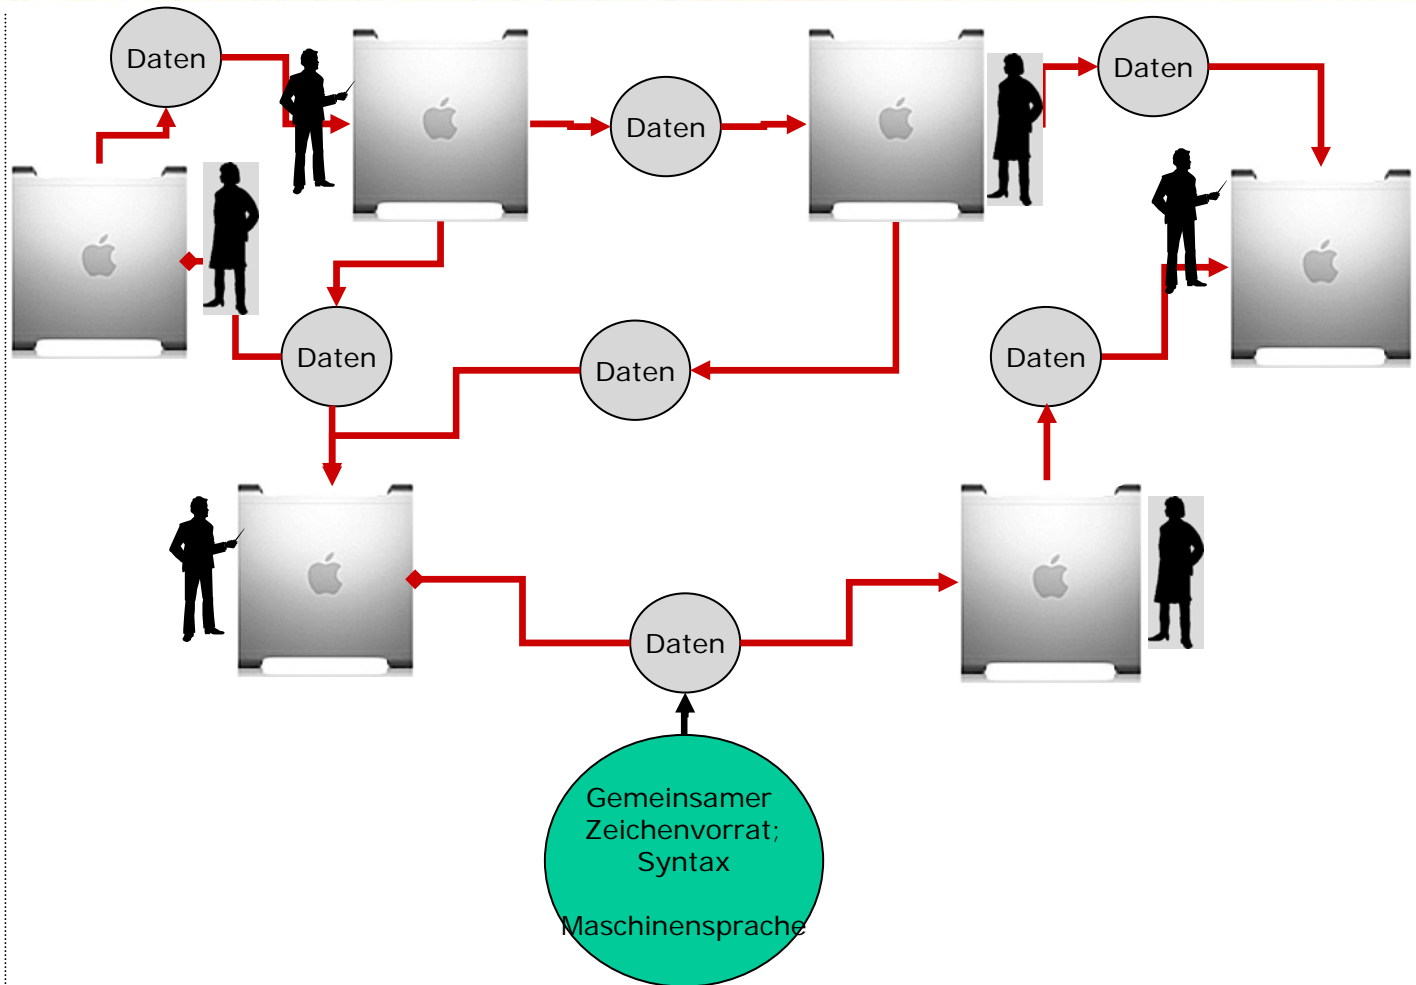 Daten
Daten
Daten
Daten
Daten
Daten
Daten
Gemeinsamer
Zeichenvorrat;
Syntax
Maschinensprache